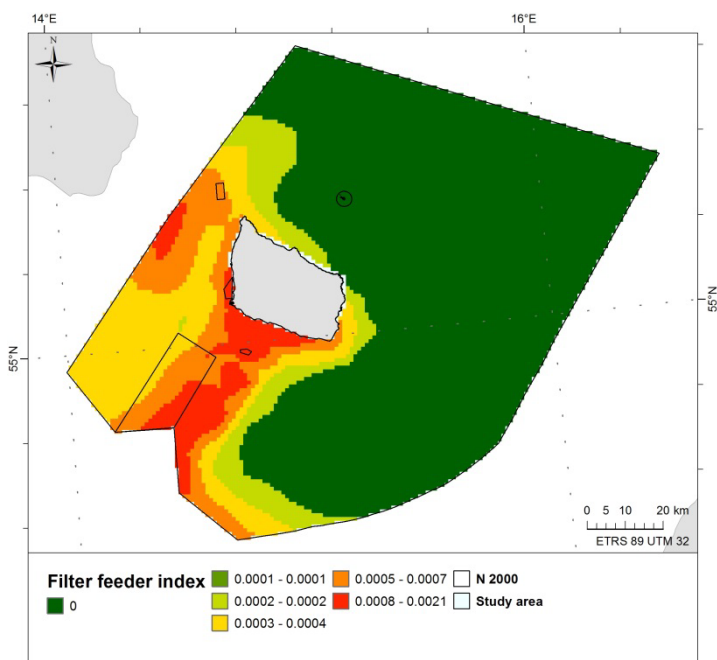 14°E
16°E
N
55°N
55°N
0 5 10 20 km
ETRS 89 UTM 32
Filter feeder index
0
0.0001 - 0.0001
0.0002 - 0.0002
0.0003 - 0.0004
0.0005 - 0.0007
0.0008 - 0.0021
N 2000
Study area